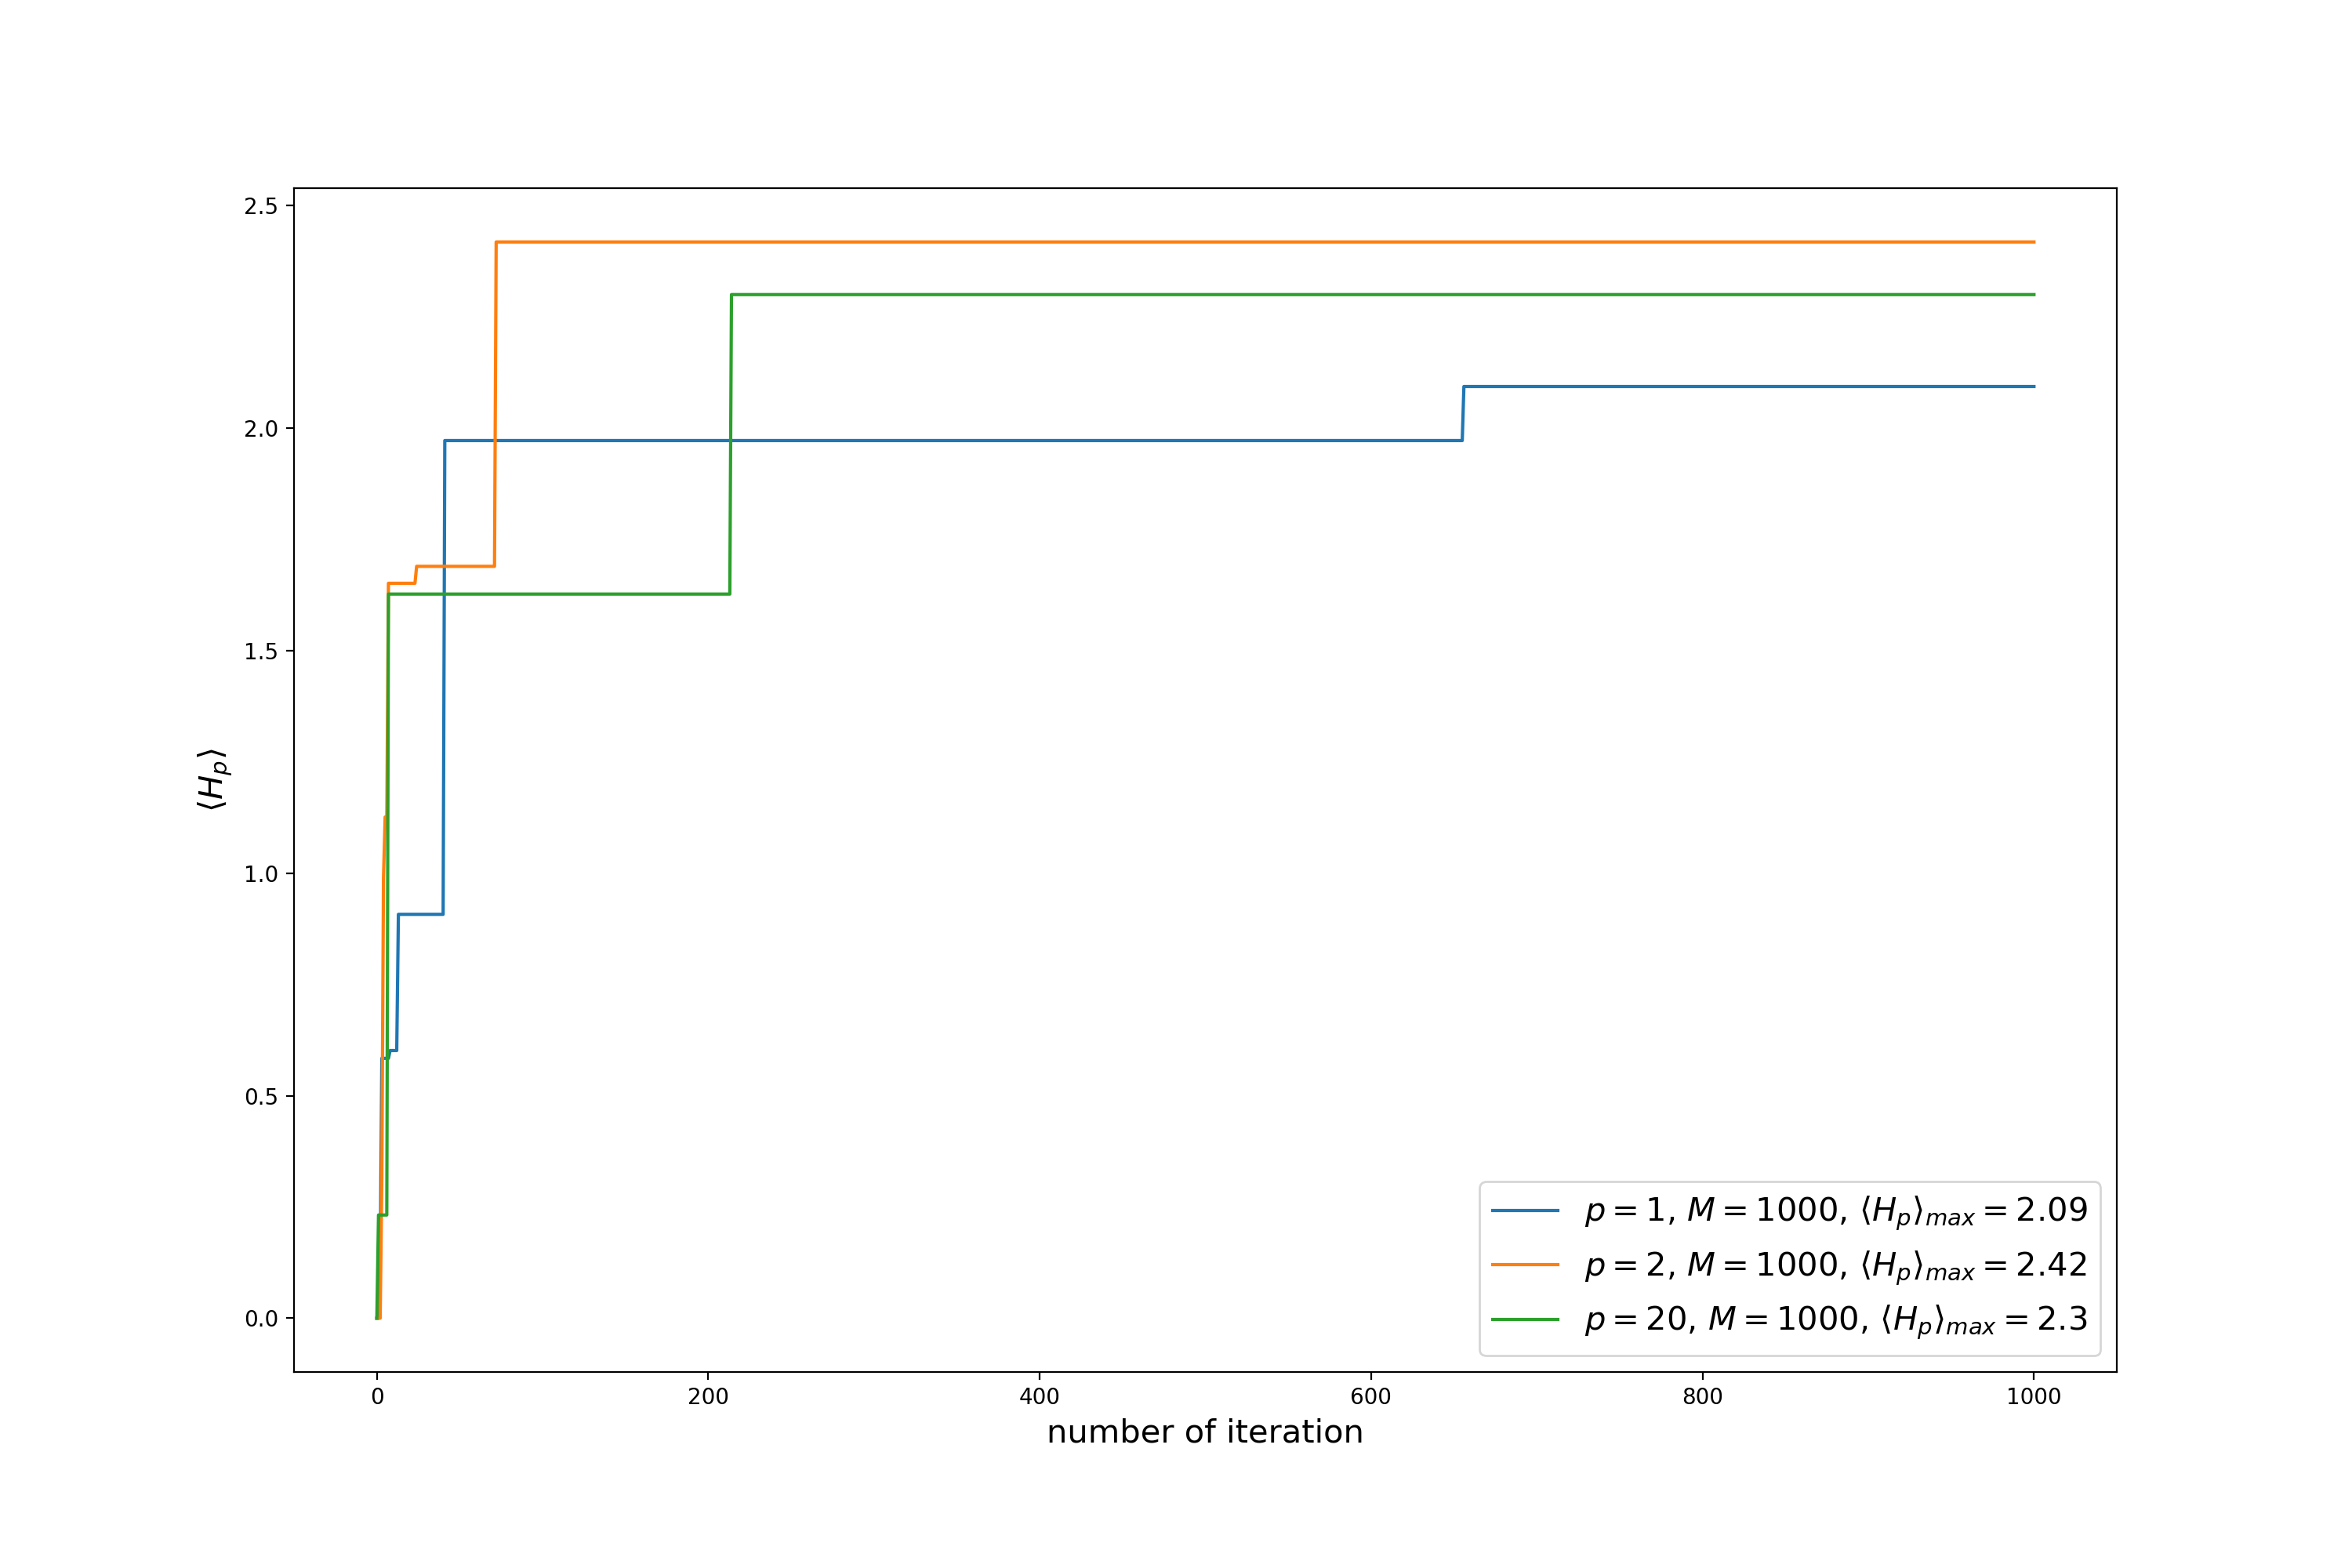 2.5
2.0
1.5
1.0
0.5
0.0
⟨H_p⟩
p = 1, M = 1000, ⟨H_p⟩_max = 2.09
p = 2, M = 1000, ⟨H_p⟩_max = 2.42
p = 20, M = 1000, ⟨H_p⟩_max = 2.3
0 200 400 600 800 1000
number of iteration